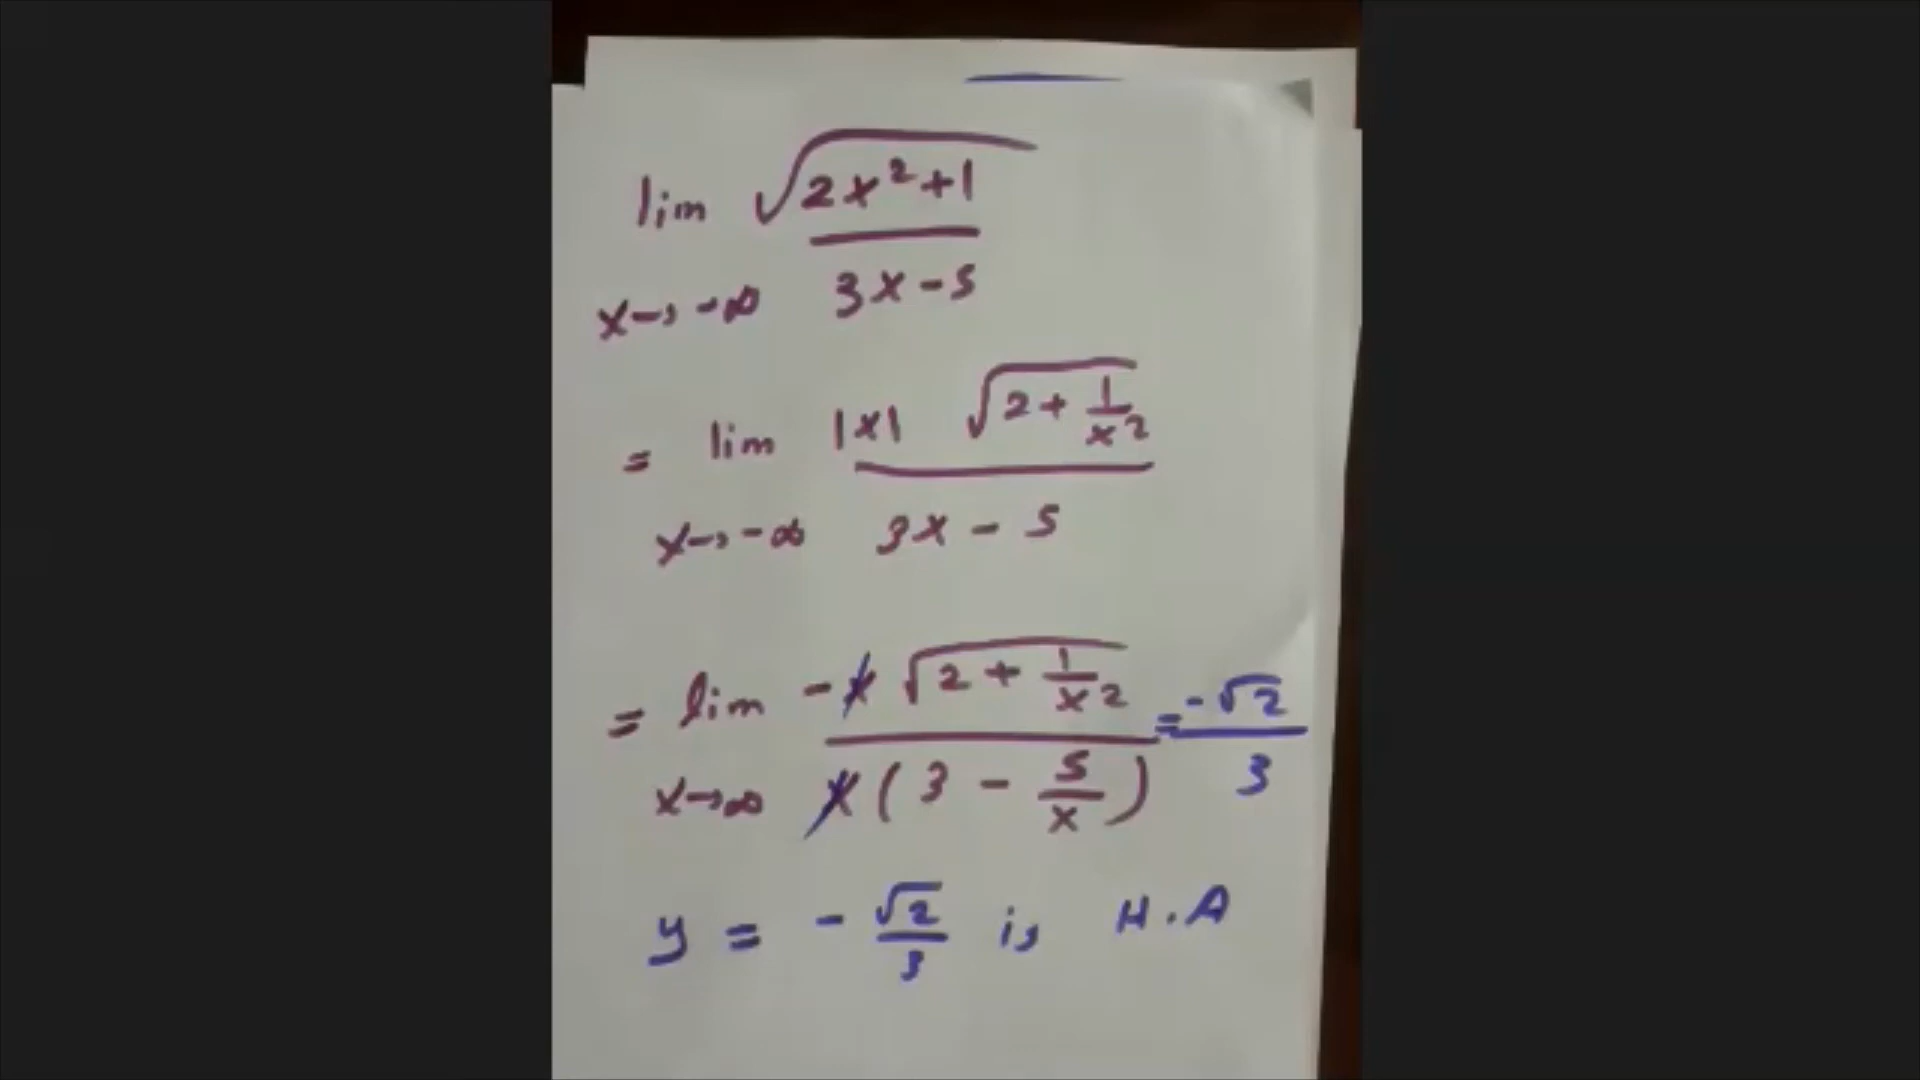 lim √(2x²+1) / (3x-5)
x→-∞
= lim |x| √(2 + 1/x²) / (3x - 5)
x→-∞
= lim -x √(2 + 1/x²) / x(3 - 5/x) = -√2 / 3
x→∞
y = - √2/3 is H.A